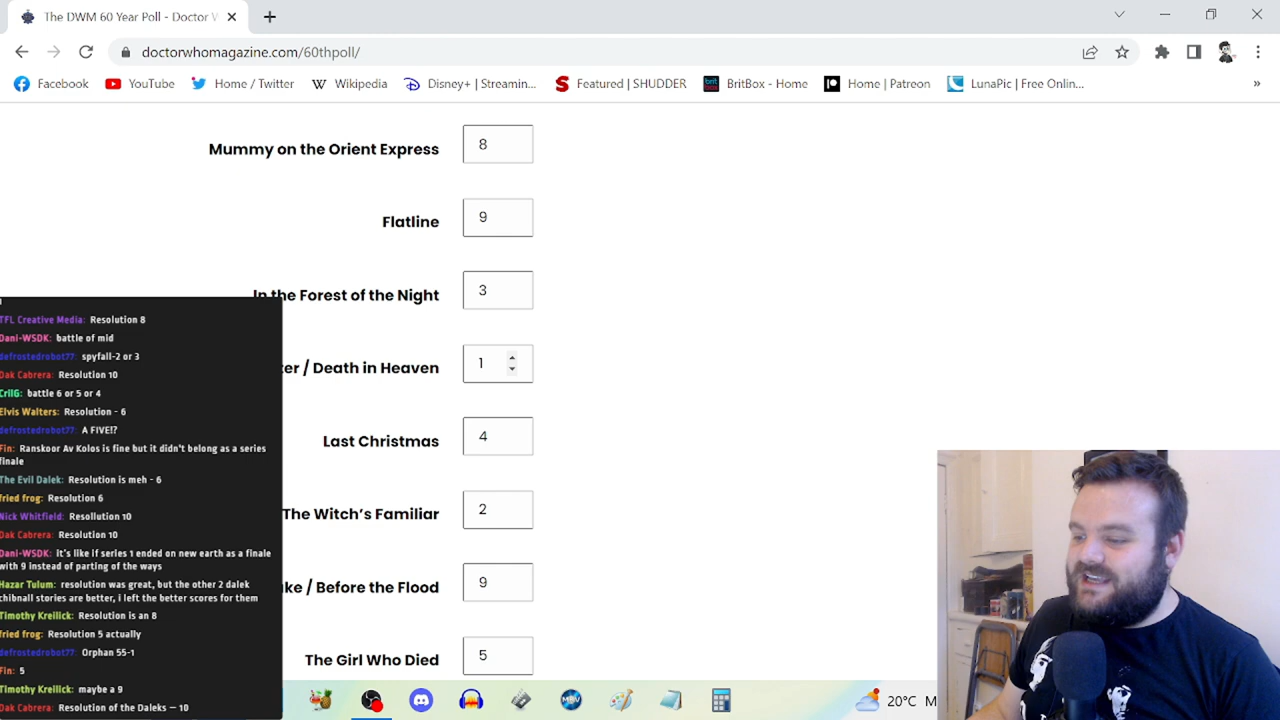 The DWM 60 Year Poll - Doctor W
doctorwhomagazine.com/60thpoll/
Facebook YouTube Home / Twitter Wikipedia Disney+ | Streamin... Featured | SHUDDER BritBox - Home Home | Patreon LunaPic | Free Onlin... »
Mummy on the Orient Express 8
Flatline 9
In the Forest of the Night 3
ter / Death in Heaven 1
Last Christmas 4
The Witch's Familiar 2
ake / Before the Flood 9
The Girl Who Died 5
TFL Creative Media: Resolution 8
Dani-WSDK: battle of mid
defrostedrobot77: spyfall-2 or 3
Dak Cabrera: Resolution 10
CrilG: battle 6 or 5 or 4
Elvis Walters: Resolution - 6
defrostedrobot77: A FIVE!?
Fin: Ranskoor Av Kolos is fine but it didn't belong as a series
finale
The Evil Dalek: Resolution is meh - 6
fried frog: Resolution 6
Nick Whitfield: Resollution 10
Dak Cabrera: Resolution 10
Dani-WSDK: it's like if series 1 ended on new earth as a finale
with 9 instead of parting of the ways
Hazar Tulum: resolution was great, but the other 2 dalek
chibnall stories are better, i left the better scores for them
Timothy Kreilick: Resolution is an 8
fried frog: Resolution 5 actually
defrostedrobot77: Orphan 55-1
Fin: 5
Timothy Kreilick: maybe a 9
Dak Cabrera: Resolution of the Daleks — 10
20°C M